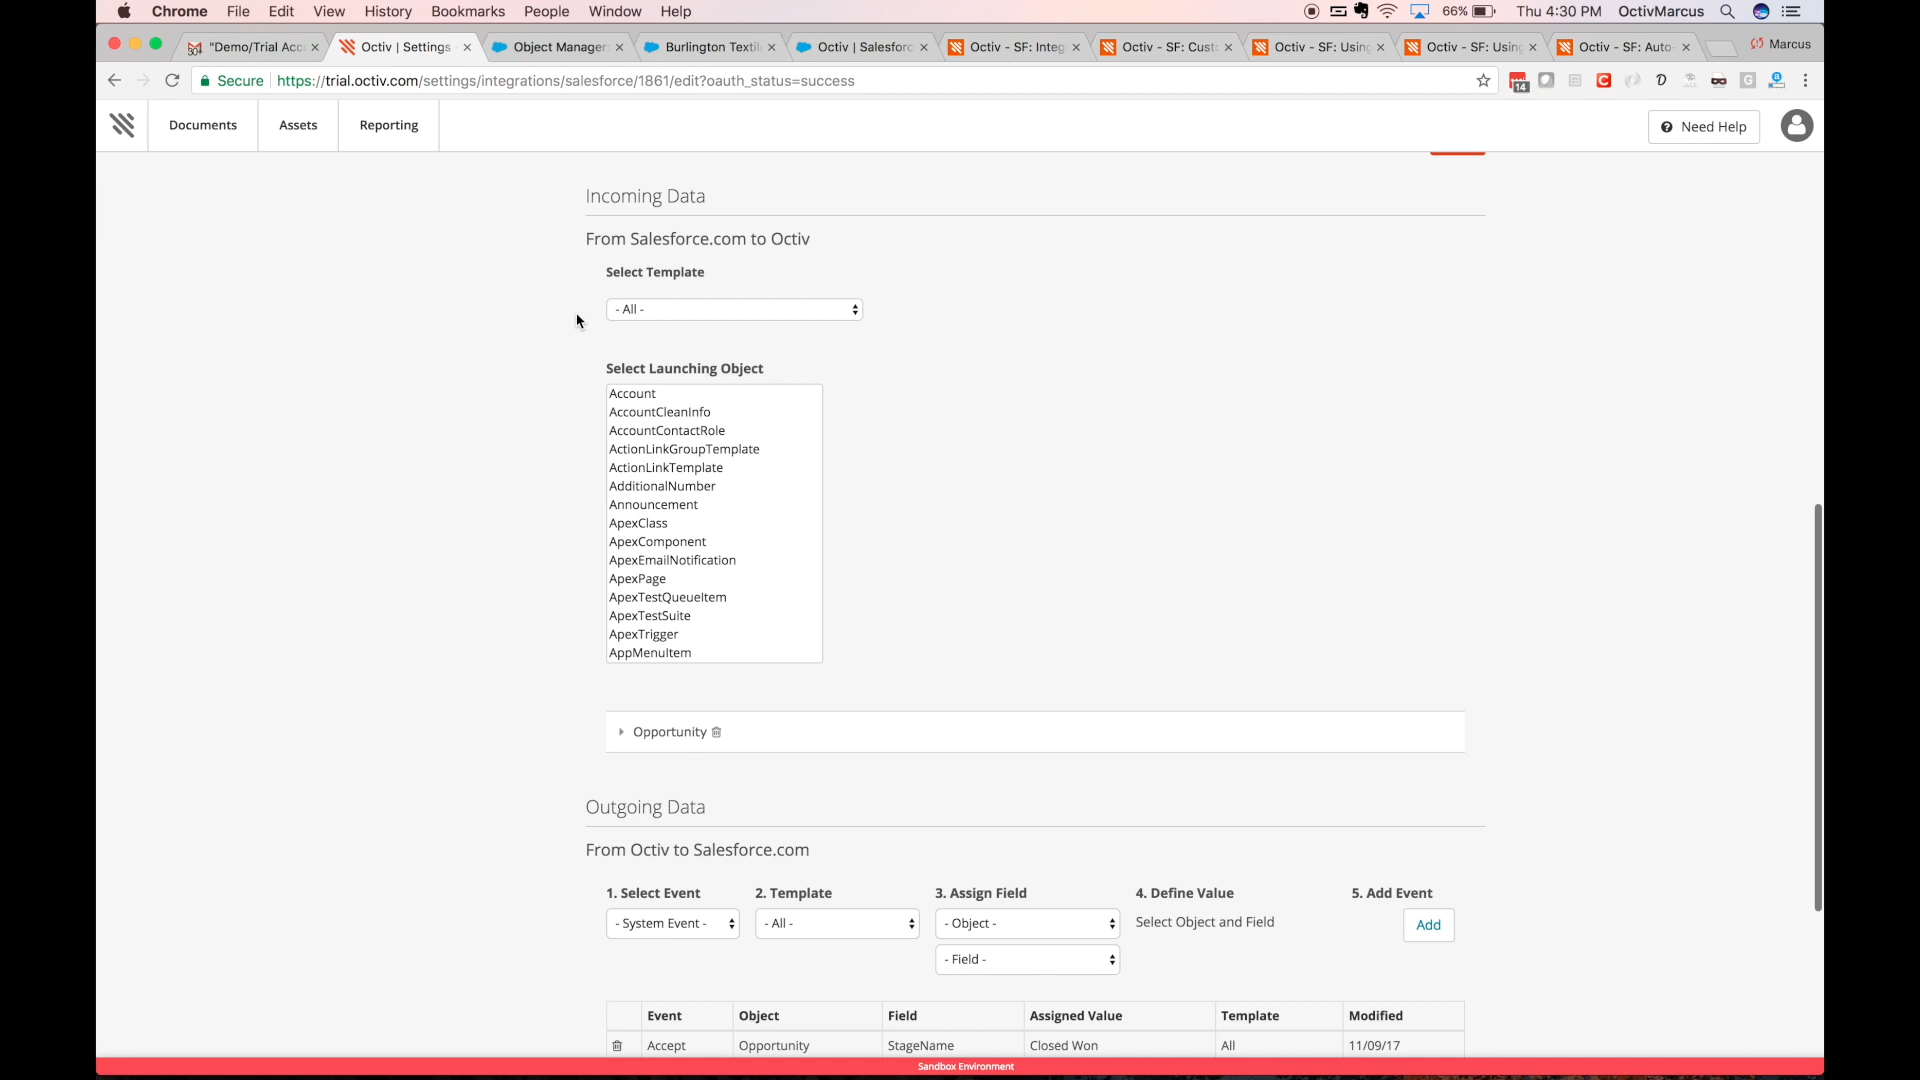 Chrome File Edit View History Bookmarks People Window Help 66% Thu 4:30 PM OctivMarcus
"Demo/Trial Acc Octiv | Settings Object Manager Burlington Textil Octiv | Salesforc Octiv - SF: Integ Octiv - SF: Cust Octiv - SF: Using Octiv - SF: Using Octiv - SF: Auto- Marcus
Secure https://trial.octiv.com/settings/integrations/salesforce/1861/edit?oauth_status=success 14
Documents Assets Reporting Need Help
Incoming Data
From Salesforce.com to Octiv
Select Template
- All -
Select Launching Object
Account
AccountCleanInfo
AccountContactRole
ActionLinkGroupTemplate
ActionLinkTemplate
AdditionalNumber
Announcement
ApexClass
ApexComponent
ApexEmailNotification
ApexPage
ApexTestQueueItem
ApexTestSuite
ApexTrigger
AppMenuItem
Opportunity
Outgoing Data
From Octiv to Salesforce.com
1. Select Event 2. Template 3. Assign Field 4. Define Value 5. Add Event
- System Event - - All - - Object - Select Object and Field Add
- Field -
Event Object Field Assigned Value Template Modified
Accept Opportunity StageName Closed Won All 11/09/17
Sandbox Environment